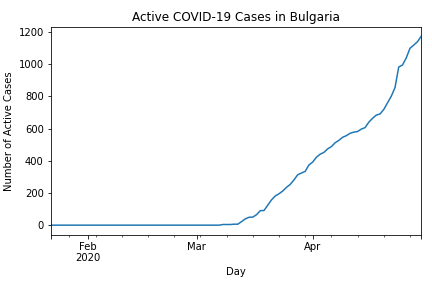 Active COVID-19 Cases in Bulgaria
Number of Active Cases
1200
1000
800
600
400
200
0
Feb
2020
Mar
Apr
Day